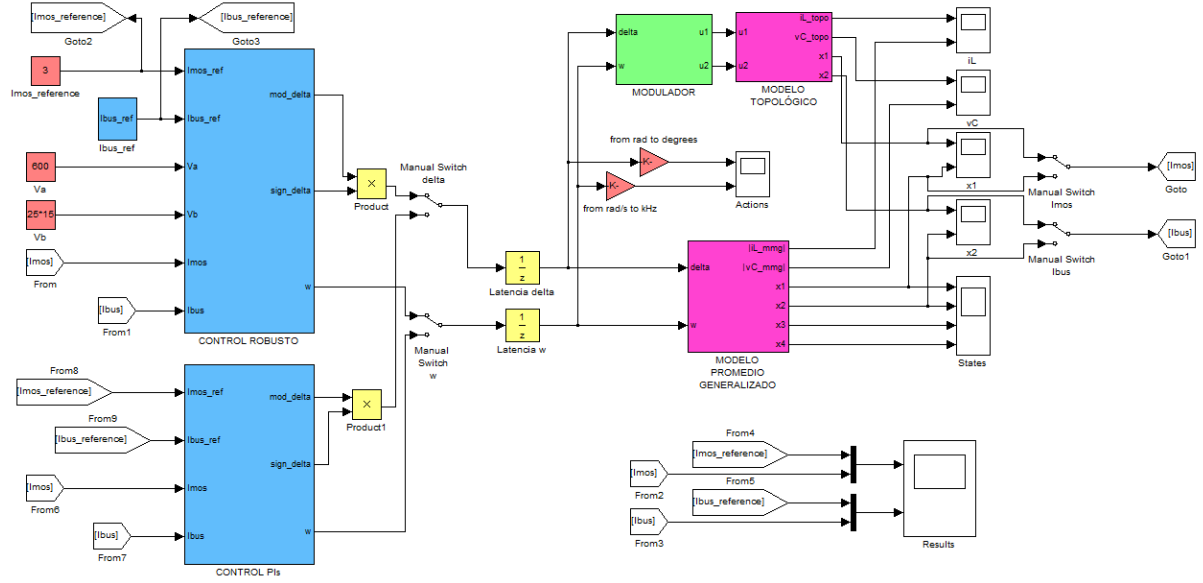 [Imos_reference]
Goto2
[Ibus_reference]
Goto3
3
Imos_reference
Ibus_ref
Ibus_ref
600
Va
25*15
Vb
[Imos]
From
[Ibus]
From1
Imos_ref
Ibus_ref
Va
Vb
Imos
Ibus
mod_delta
sign_delta
w
CONTROL ROBUSTO
×
Product
Manual Switch
delta
Manual
Switch
w
1
z
Latencia delta
1
z
Latencia w
delta
w
u1
u2
MODULADOR
u1
u2
iL_topo
vC_topo
x1
x2
MODELO
TOPOLÓGICO
from rad to degrees
K-
K-
from rad/s to kHz
Actions
delta
w
|iL_mmg|
|vC_mmg|
x1
x2
x3
x4
MODELO
PROMEDIO
GENERALIZADO
iL
vC
x1
x2
States
Manual Switch
Imos
Manual Switch
Ibus
[Imos]
Goto
[Ibus]
Goto1
From8
[Imos_reference]
From9
[Ibus_reference]
[Imos]
From6
[Ibus]
From7
Imos_ref
Ibus_ref
Imos
Ibus
mod_delta
sign_delta
w
CONTROL PIs
×
Product1
From4
[Imos_reference]
[Imos]
From2
From5
[Ibus_reference]
[Ibus]
From3
Results